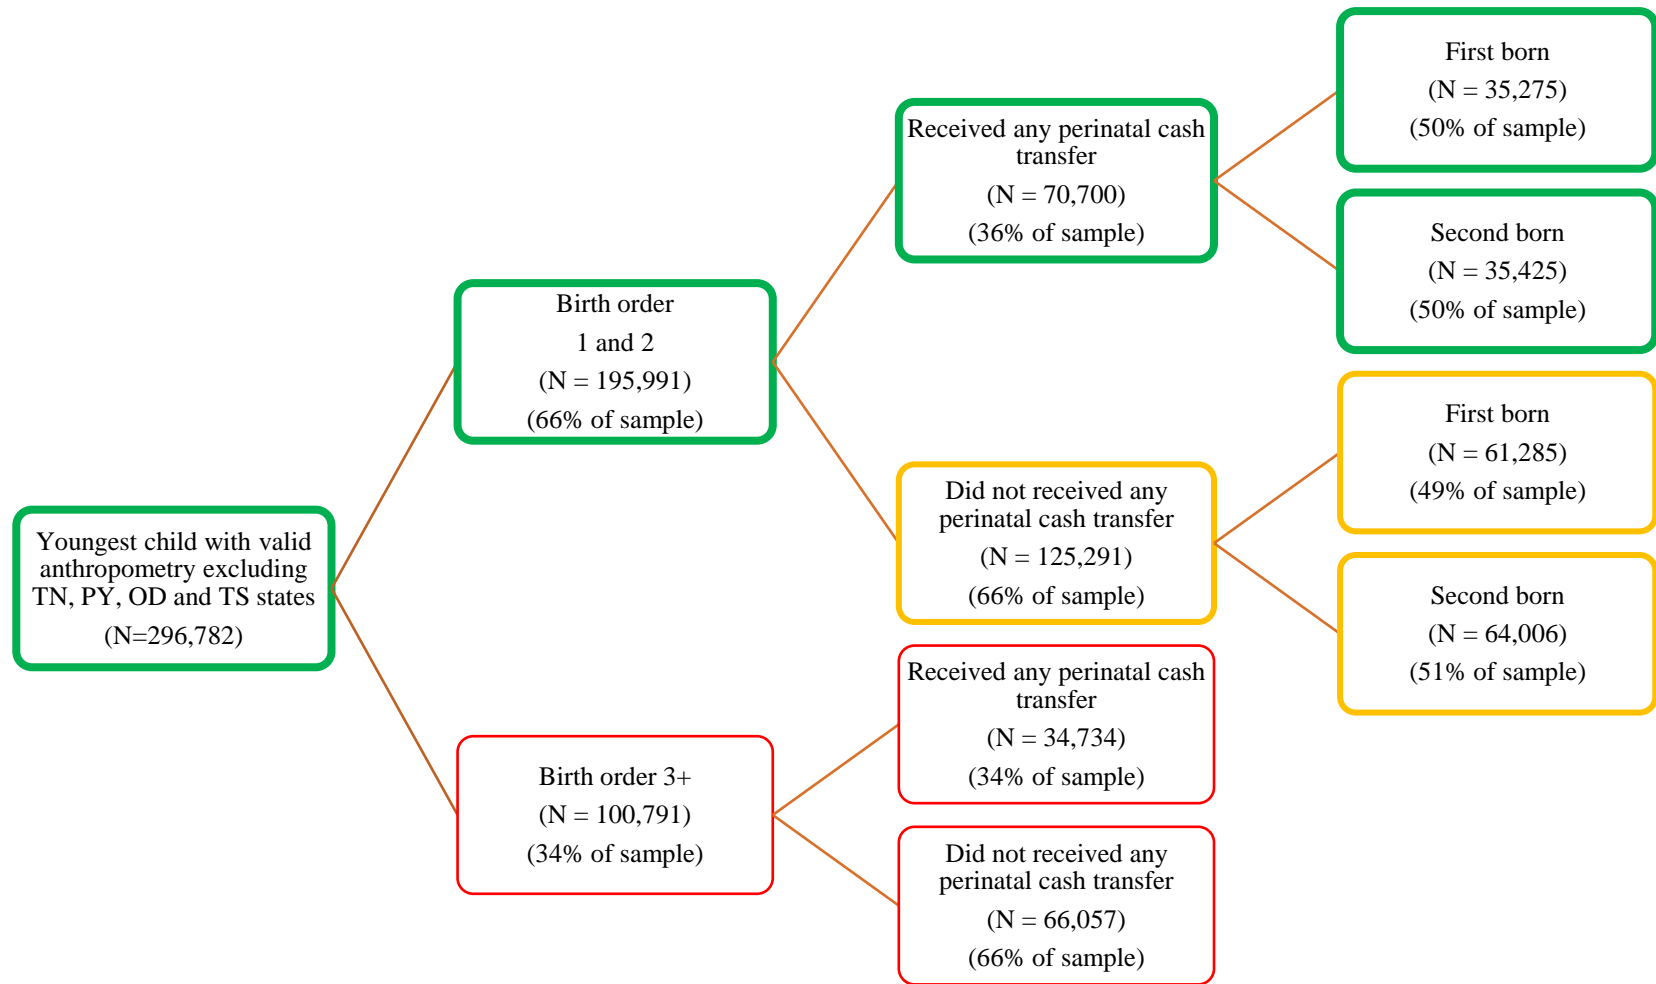 Youngest child with valid
anthropometry excluding
TN, PY, OD and TS states
(N=296,782)
Birth order
1 and 2
(N = 195,991)
(66% of sample)
Received any perinatal cash
transfer
(N = 70,700)
(36% of sample)
First born
(N = 35,275)
(50% of sample)
Second born
(N = 35,425)
(50% of sample)
Did not received any
perinatal cash transfer
(N = 125,291)
(66% of sample)
First born
(N = 61,285)
(49% of sample)
Second born
(N = 64,006)
(51% of sample)
Birth order 3+
(N = 100,791)
(34% of sample)
Received any perinatal cash
transfer
(N = 34,734)
(34% of sample)
Did not received any
perinatal cash transfer
(N = 66,057)
(66% of sample)